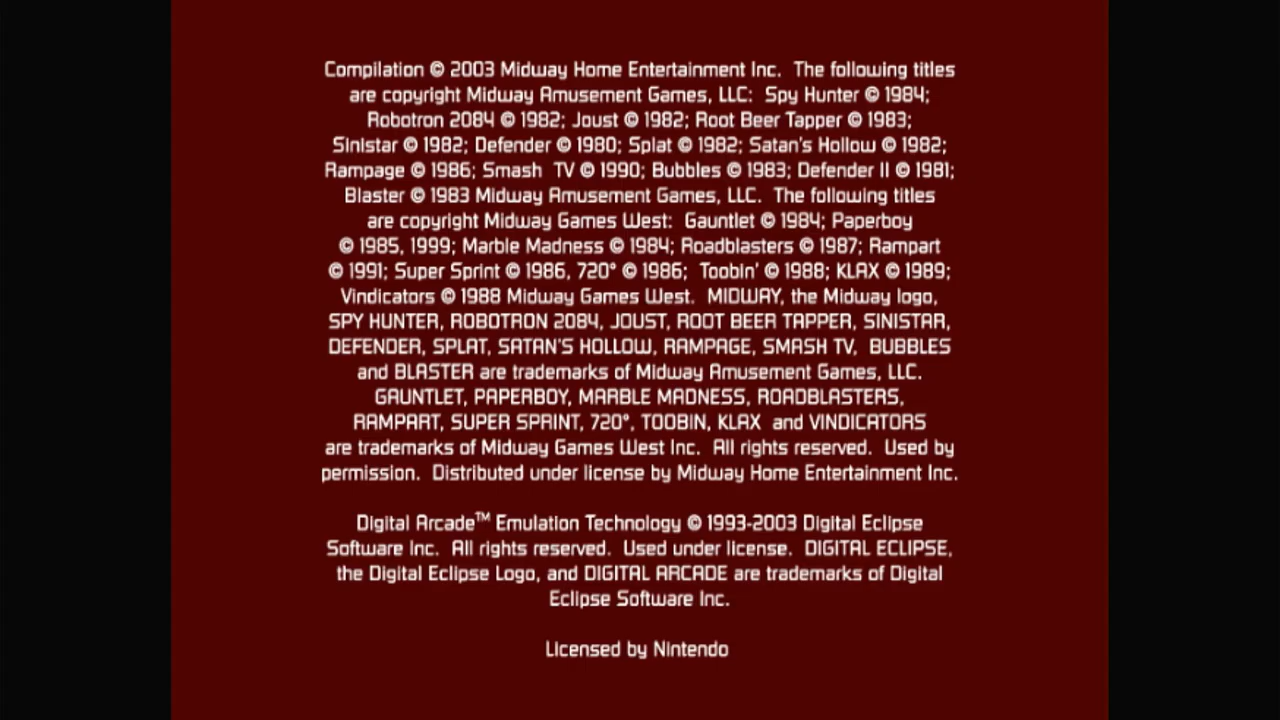 Compilation © 2003 Midway Home Entertainment Inc.  The following titles
are copyright Midway Amusement Games, LLC:  Spy Hunter © 1984;
Robotron 2084 © 1982; Joust © 1982; Root Beer Tapper © 1983;
Sinistar © 1982; Defender © 1980; Splat © 1982; Satan's Hollow © 1982;
Rampage © 1986; Smash  TV © 1990; Bubbles © 1983; Defender II © 1981;
Blaster © 1983 Midway Amusement Games, LLC.  The following titles
are copyright Midway Games West:  Gauntlet © 1984; Paperboy
© 1985, 1999; Marble Madness © 1984; Roadblasters © 1987; Rampart
© 1991; Super Sprint © 1986, 720° © 1986;  Toobin' © 1988; KLAX © 1989;
Vindicators © 1988 Midway Games West.  MIDWAY, the Midway logo,
SPY HUNTER, ROBOTRON 2084, JOUST, ROOT BEER TAPPER, SINISTAR,
DEFENDER, SPLAT, SATAN'S HOLLOW, RAMPAGE, SMASH TV,  BUBBLES
and BLASTER are trademarks of Midway Amusement Games, LLC.
GAUNTLET, PAPERBOY, MARBLE MADNESS, ROADBLASTERS,
RAMPART, SUPER SPRINT, 720°, TOOBIN, KLAX  and VINDICATORS
are trademarks of Midway Games West Inc.  All rights reserved.  Used by
permission.  Distributed under license by Midway Home Entertainment Inc.
Digital Arcade™ Emulation Technology © 1993-2003 Digital Eclipse
Software Inc.  All rights reserved.  Used under license.  DIGITAL ECLIPSE,
the Digital Eclipse Logo, and DIGITAL ARCADE are trademarks of Digital
Eclipse Software Inc.
Licensed by Nintendo